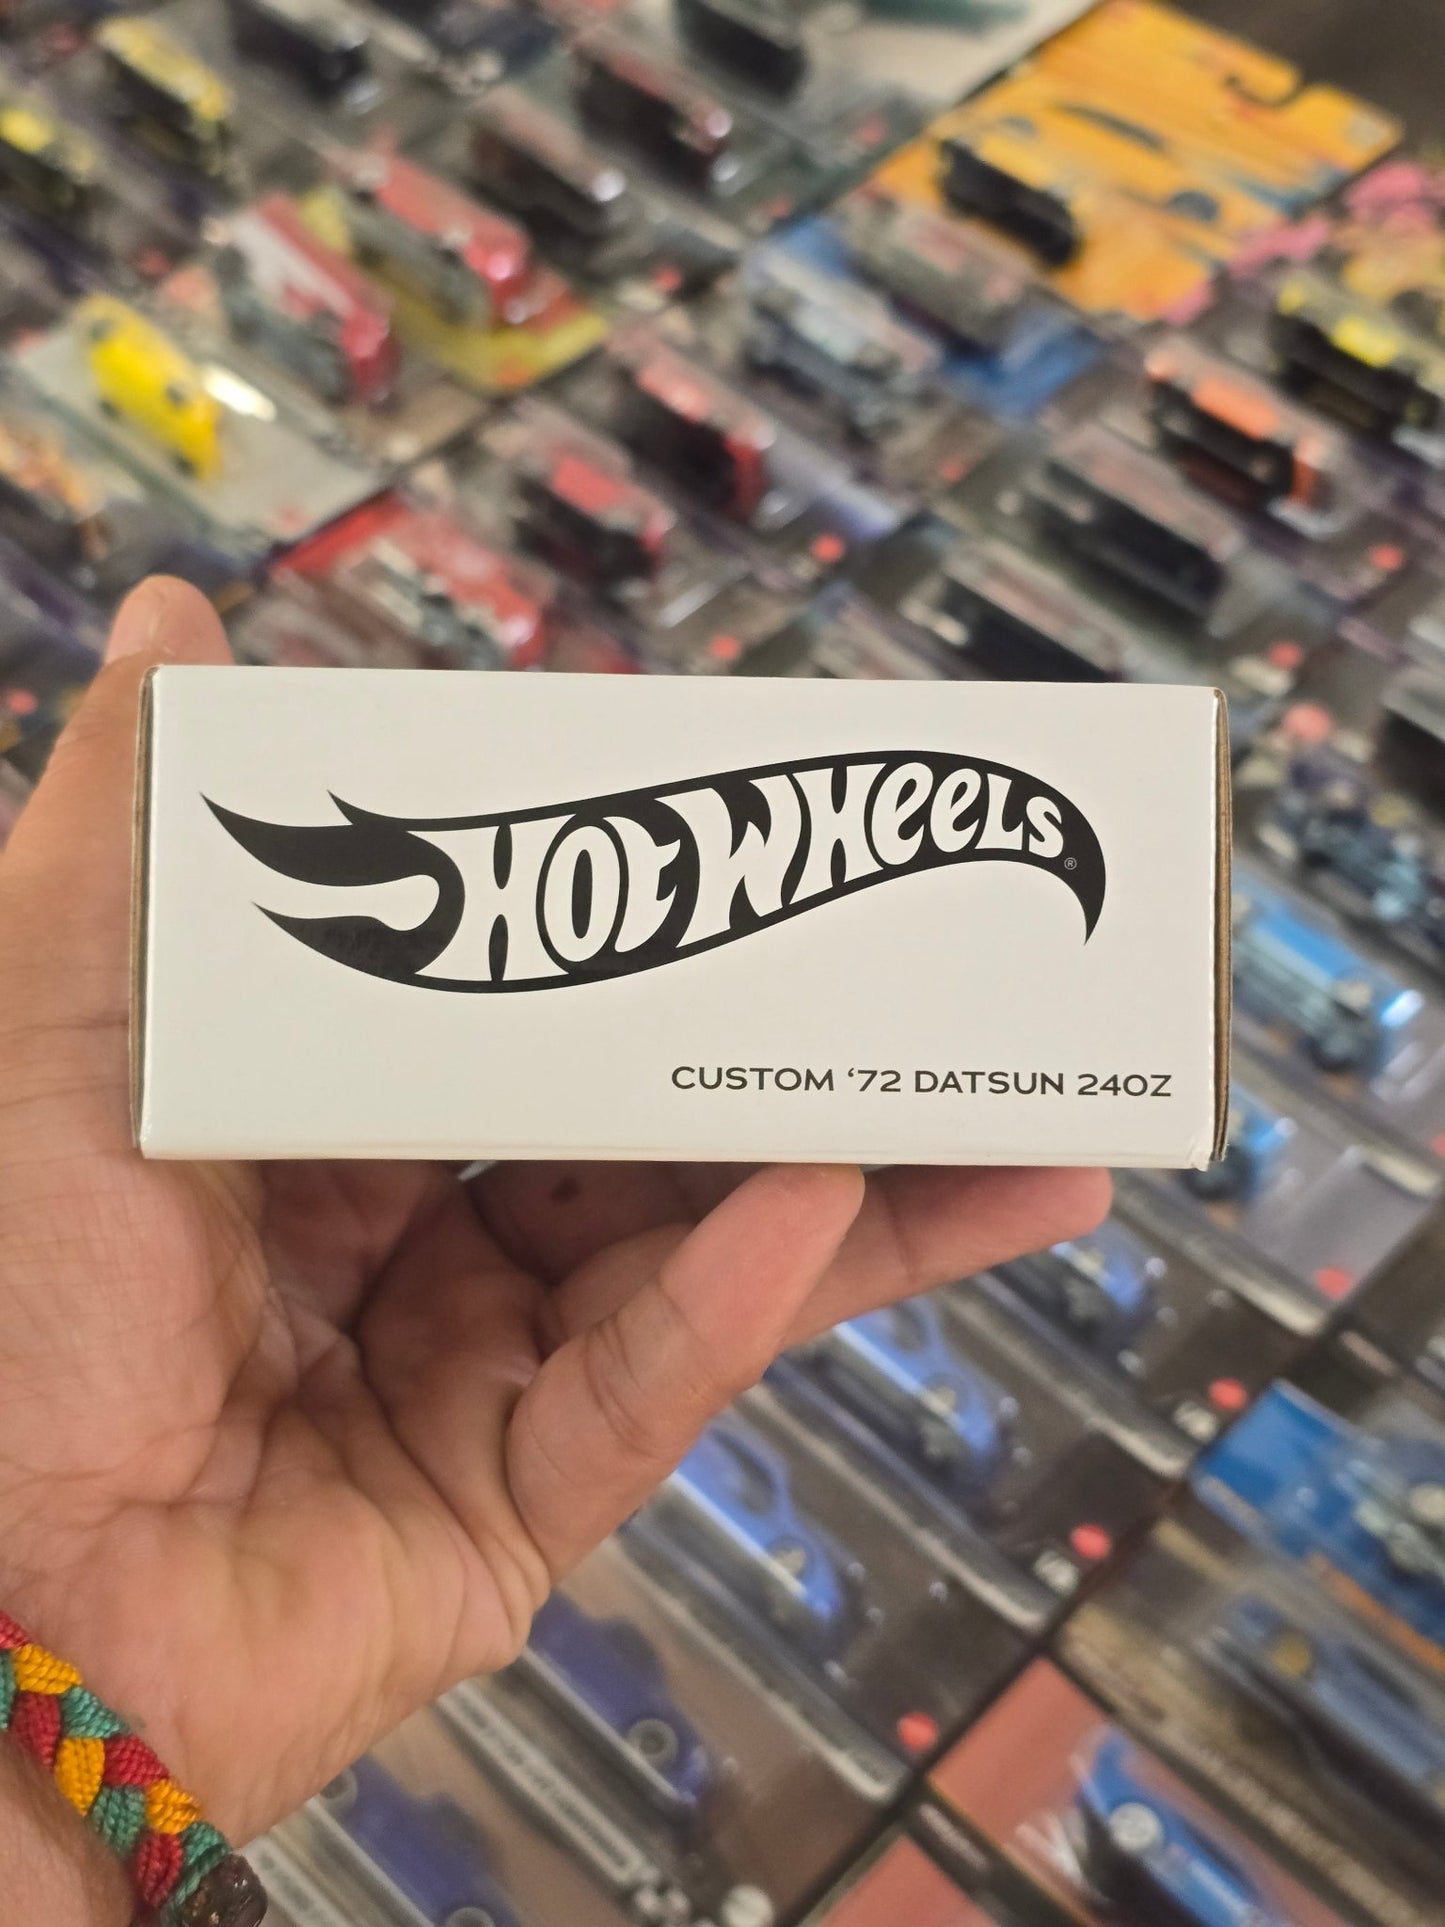 HOT WHEELS ®
CUSTOM ‘72 DATSUN 240Z